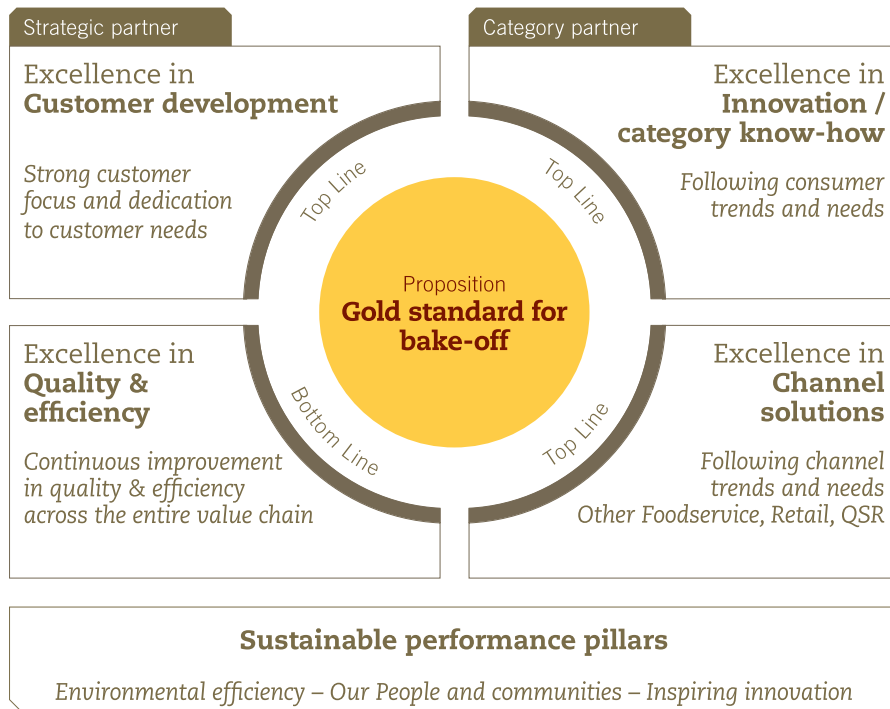 Strategic partner
Excellence in
Customer development
Strong customer
focus and dedication
to customer needs
Top Line
Category partner
Excellence in
Innovation /
category know-how
Following consumer
trends and needs
Top Line
Proposition
Gold standard for
bake-off
Excellence in
Quality &
efficiency
Continuous improvement
in quality & efficiency
across the entire value chain
Bottom Line
Excellence in
Channel
solutions
Following channel
trends and needs
Other Foodservice, Retail, QSR
Top Line
Sustainable performance pillars
Environmental efficiency – Our People and communities – Inspiring innovation